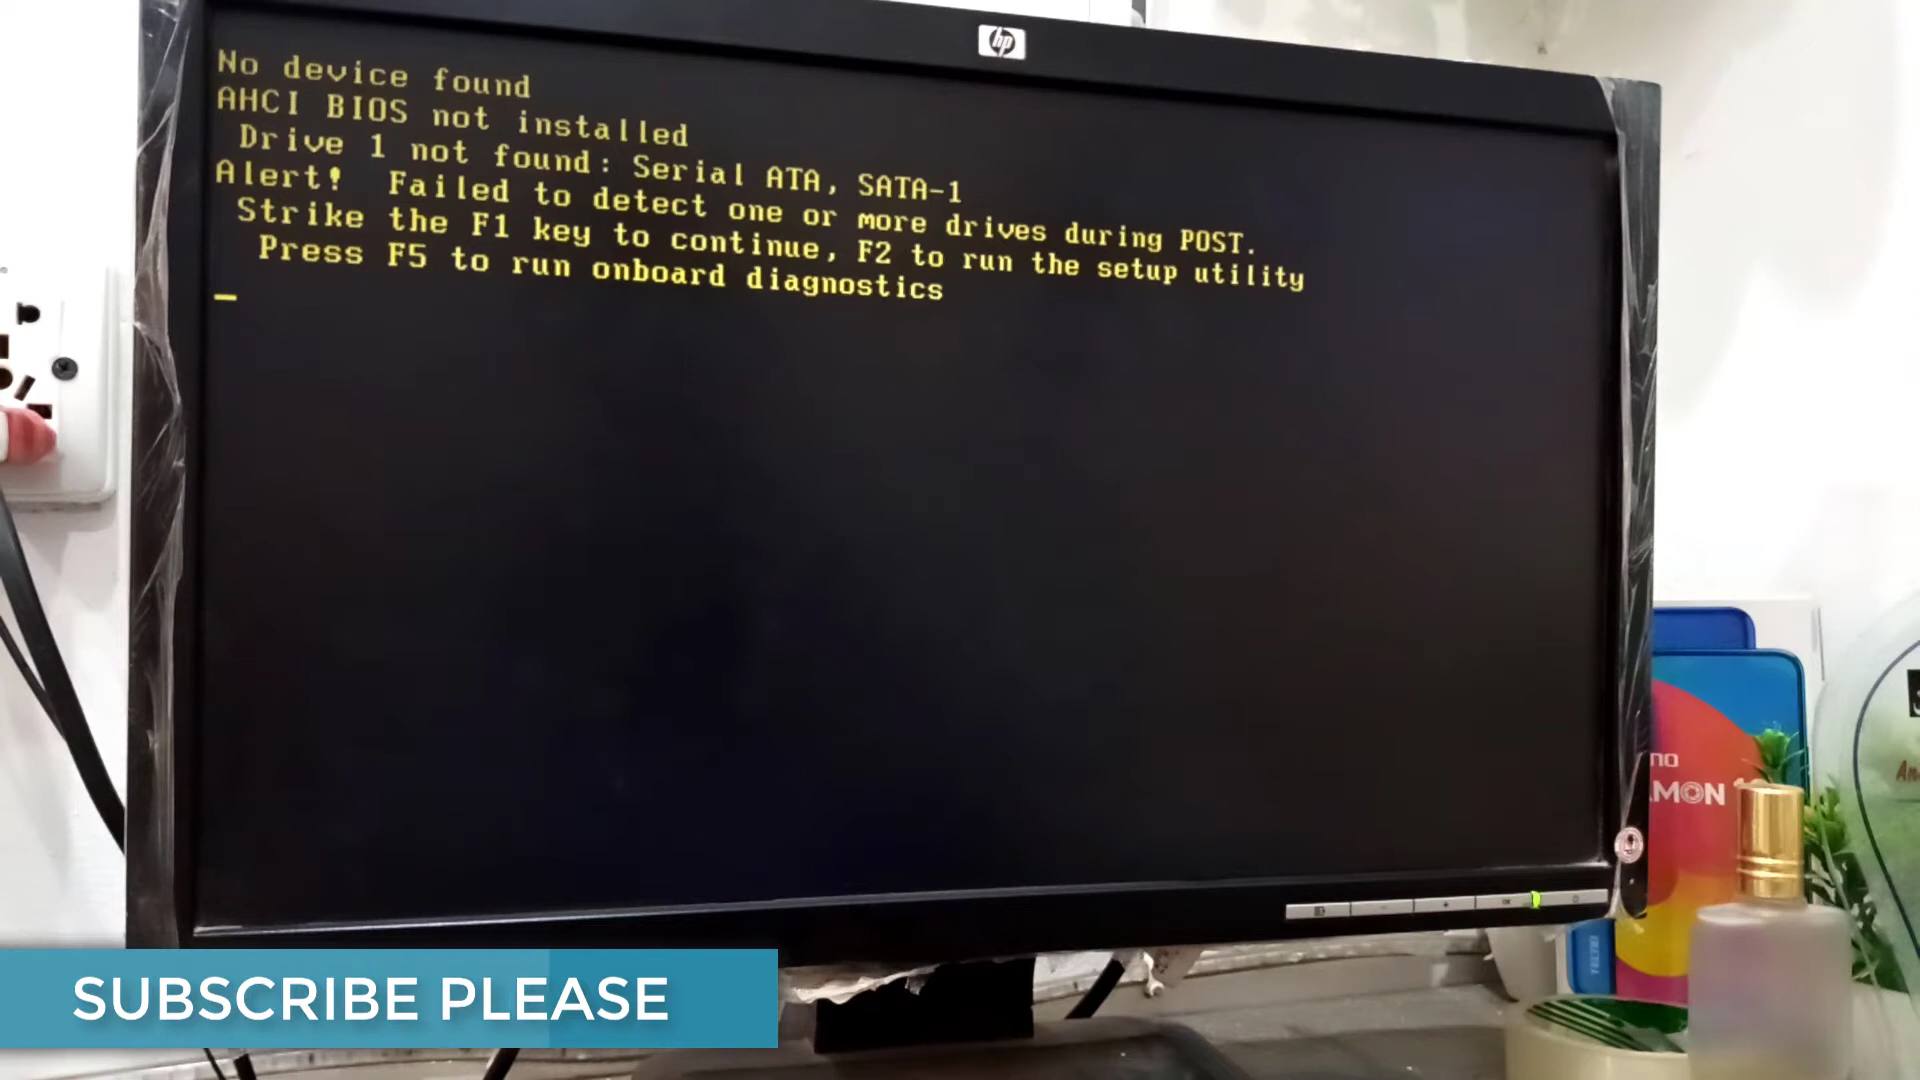 hp
No device found
AHCI BIOS not installed
Drive 1 not found: Serial ATA, SATA-1
Alert! Failed to detect one or more drives during POST.
Strike the F1 key to continue, F2 to run the setup utility
Press F5 to run onboard diagnostics
SUBSCRIBE PLEASE